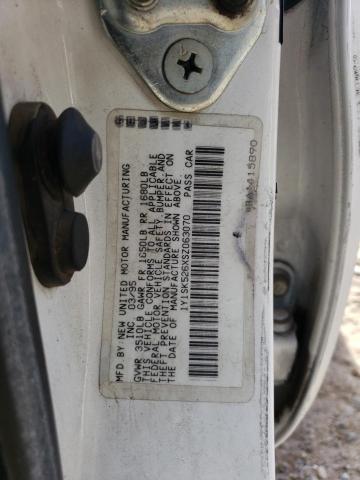 MFD BY NEW UNITED MOTOR MANUFACTURING
INC 03/95
GVWR 3510LB GAWR FR 1850LB RR 1680LB
THIS VEHICLE CONFORMS TO ALL APPLICABLE
FEDERAL MOTOR VEHICLE SAFETY, BUMPER, AND
THEFT PREVENTION STANDARDS IN EFFECT ON
THE DATE OF MANUFACTURE SHOWN ABOVE.
1Y1SK526XSZ063070 PASS CAR